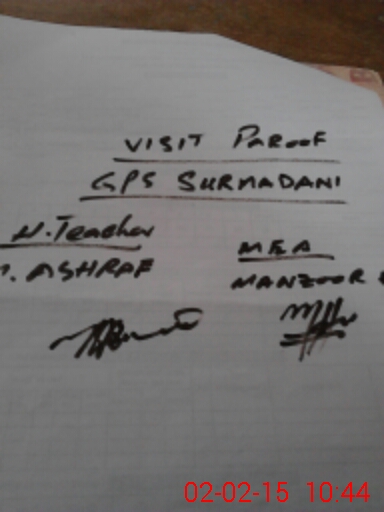 VISIT PAROOF
GPS SURMADANI
H.Teacher
MEA
. ASHRAF
MANZOOR
02-02-15 10:44